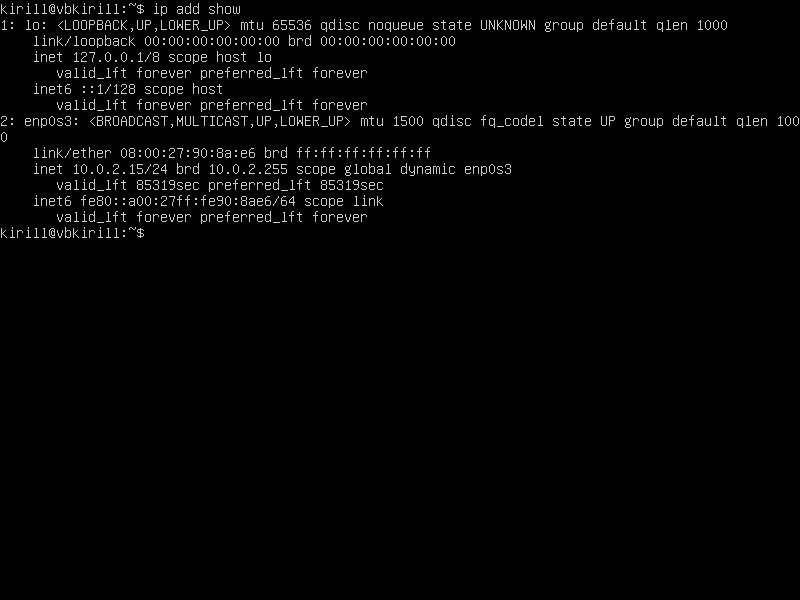 kirill@vbkirill:~$ ip add show
1: lo: <LOOPBACK,UP,LOWER_UP> mtu 65536 qdisc noqueue state UNKNOWN group default qlen 1000
    link/loopback 00:00:00:00:00:00 brd 00:00:00:00:00:00
    inet 127.0.0.1/8 scope host lo
       valid_lft forever preferred_lft forever
    inet6 ::1/128 scope host
       valid_lft forever preferred_lft forever
2: enp0s3: <BROADCAST,MULTICAST,UP,LOWER_UP> mtu 1500 qdisc fq_codel state UP group default qlen 100
0
    link/ether 08:00:27:90:8a:e6 brd ff:ff:ff:ff:ff:ff
    inet 10.0.2.15/24 brd 10.0.2.255 scope global dynamic enp0s3
       valid_lft 85319sec preferred_lft 85319sec
    inet6 fe80::a00:27ff:fe90:8ae6/64 scope link
       valid_lft forever preferred_lft forever
kirill@vbkirill:~$